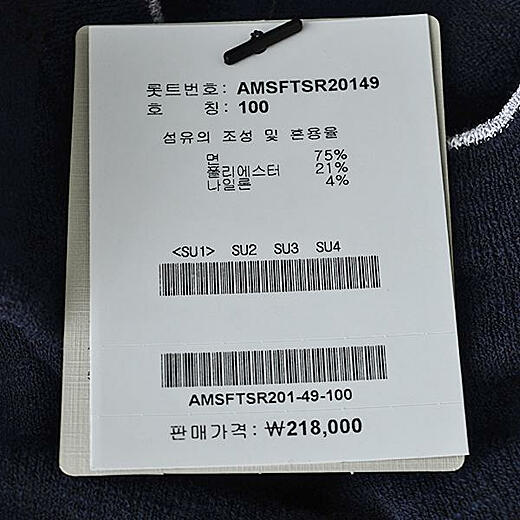 롯트번호: AMSFTSR20149
호 칭: 100
섬유의 조성 및 혼용율
면 75%
폴리에스터 21%
나일론 4%
<SU1> SU2 SU3 SU4
AMSFTSR201-49-100
판매가격: ₩218,000